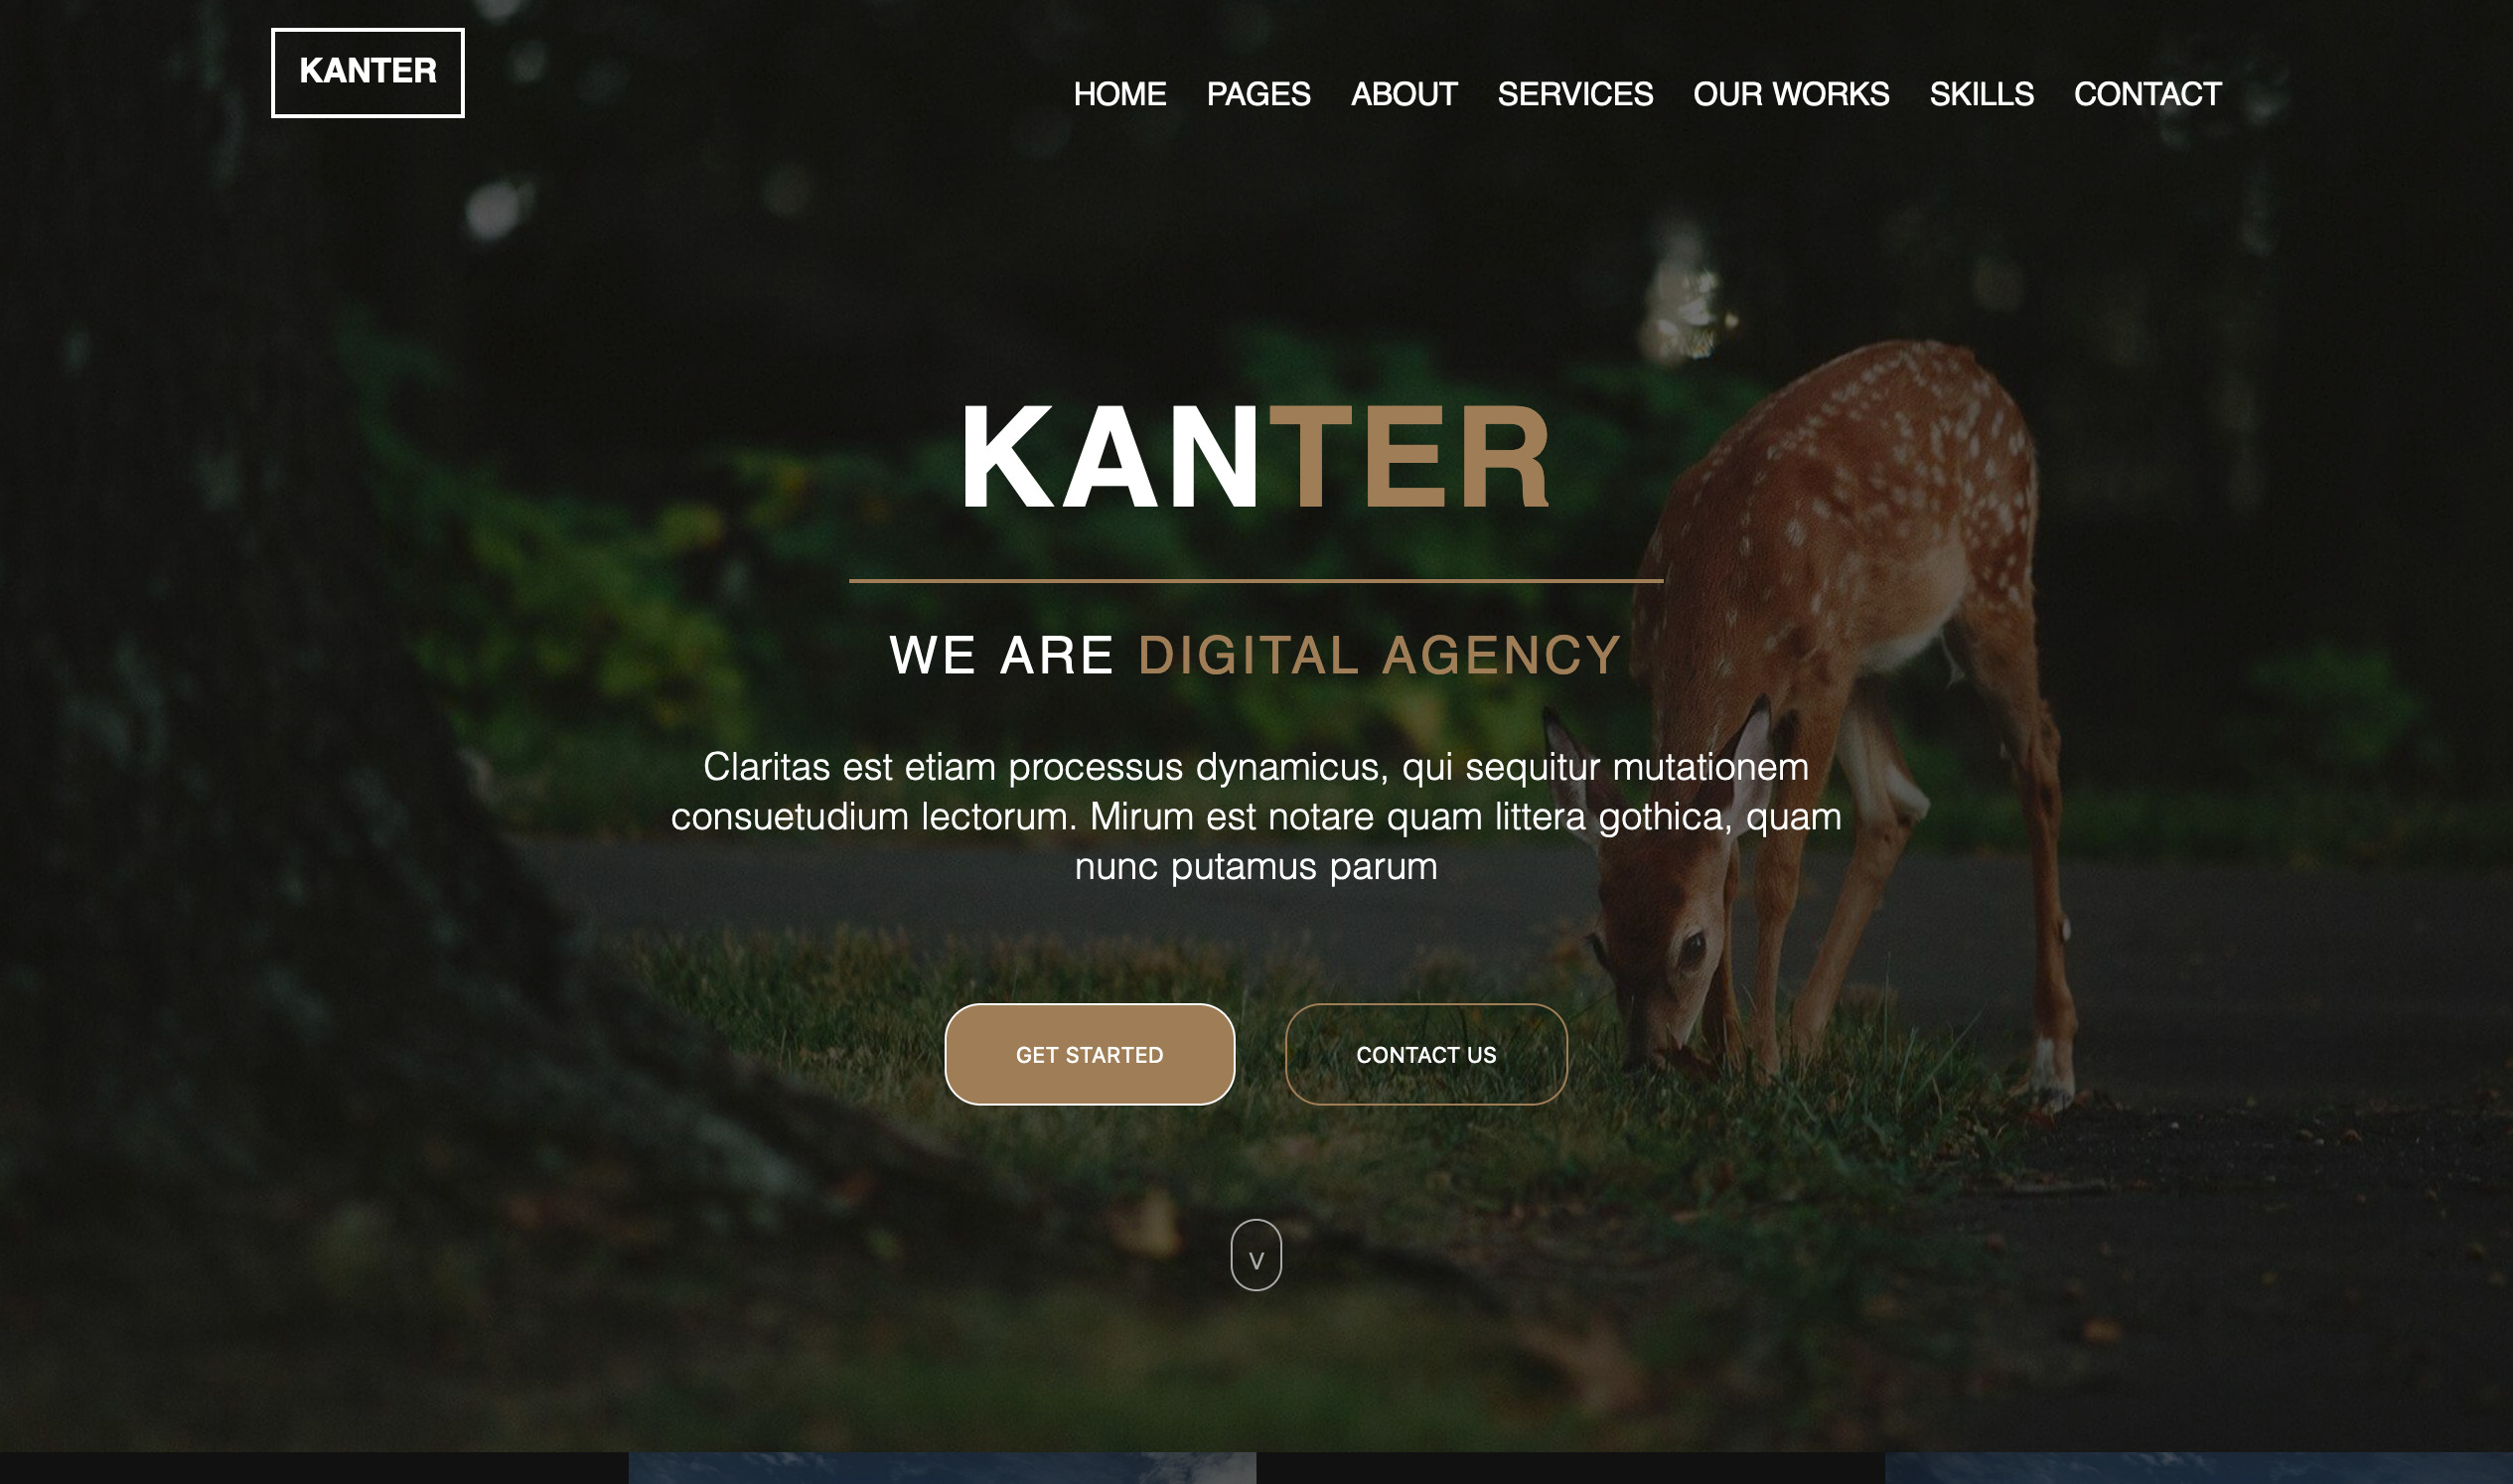 KANTER
HOME PAGES ABOUT SERVICES OUR WORKS SKILLS CONTACT
KANTER
WE ARE DIGITAL AGENCY
Claritas est etiam processus dynamicus, qui sequitur mutationem
consuetudium lectorum. Mirum est notare quam littera gothica, quam
nunc putamus parum
GET STARTED CONTACT US
V